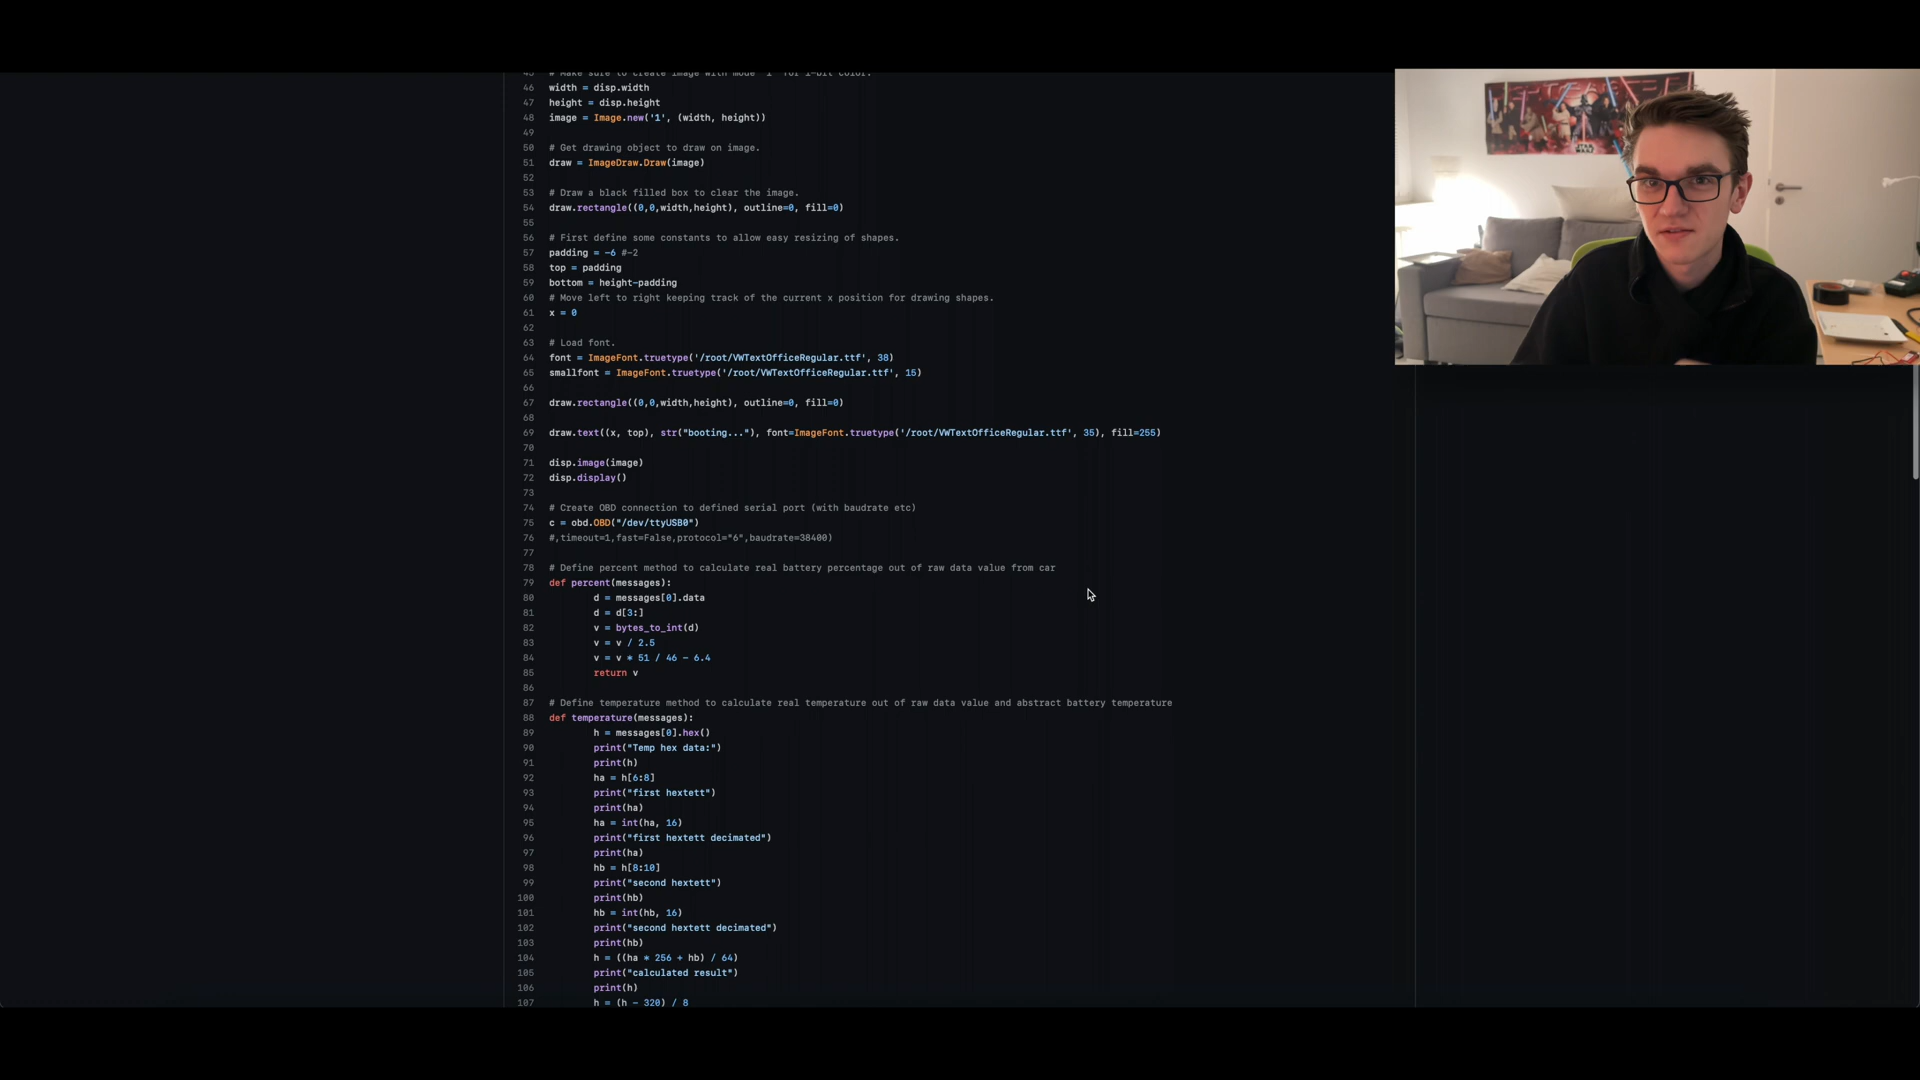 45 # Make sure to create image with mode '1' for 1-bit color.
46 width = disp.width
47 height = disp.height
48 image = Image.new('1', (width, height))
49
50 # Get drawing object to draw on image.
51 draw = ImageDraw.Draw(image)
52
53 # Draw a black filled box to clear the image.
54 draw.rectangle((0,0,width,height), outline=0, fill=0)
55
56 # First define some constants to allow easy resizing of shapes.
57 padding = -6 #-2
58 top = padding
59 bottom = height-padding
60 # Move left to right keeping track of the current x position for drawing shapes.
61 x = 0
62
63 # Load font.
64 font = ImageFont.truetype('/root/VWTextOfficeRegular.ttf', 38)
65 smallfont = ImageFont.truetype('/root/VWTextOfficeRegular.ttf', 15)
66
67 draw.rectangle((0,0,width,height), outline=0, fill=0)
68
69 draw.text((x, top), str("booting..."), font=ImageFont.truetype('/root/VWTextOfficeRegular.ttf', 35), fill=255)
70
71 disp.image(image)
72 disp.display()
73
74 # Create OBD connection to defined serial port (with baudrate etc)
75 c = obd.OBD("/dev/ttyUSB0")
76 #,timeout=1,fast=False,protocol="6",baudrate=38400)
77
78 # Define percent method to calculate real battery percentage out of raw data value from car
79 def percent(messages):
80 d = messages[0].data
81 d = d[3:]
82 v = bytes_to_int(d)
83 v = v / 2.5
84 v = v * 51 / 46 - 6.4
85 return v
86
87 # Define temperature method to calculate real temperature out of raw data value and abstract battery temperature
88 def temperature(messages):
89 h = messages[0].hex()
90 print("Temp hex data:")
91 print(h)
92 ha = h[6:8]
93 print("first hextett")
94 print(ha)
95 ha = int(ha, 16)
96 print("first hextett decimated")
97 print(ha)
98 hb = h[8:10]
99 print("second hextett")
100 print(hb)
101 hb = int(hb, 16)
102 print("second hextett decimated")
103 print(hb)
104 h = ((ha * 256 + hb) / 64)
105 print("calculated result")
106 print(h)
107 h = (h - 320) / 8
STAR
WARS